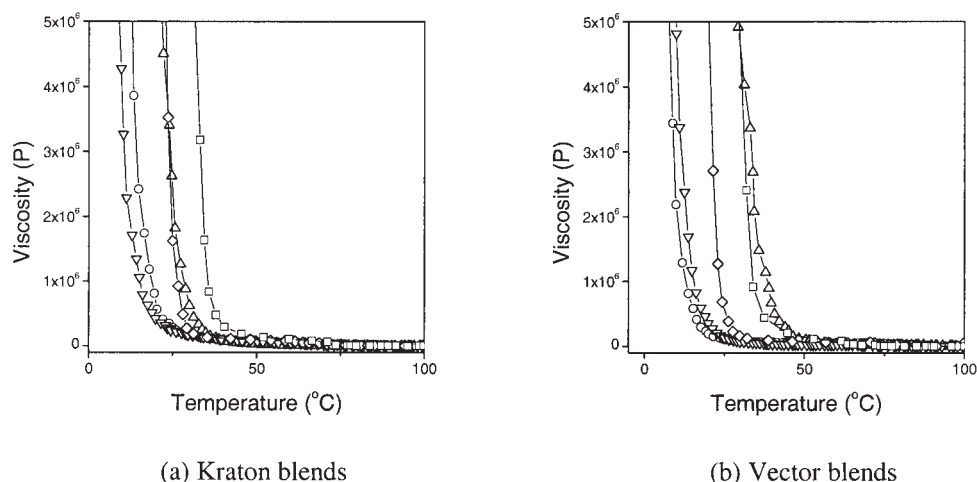 5x10⁶
4x10⁶
3x10⁶
2x10⁶
1x10⁶
0
Viscosity (P)
0
50
100
Temperature (°C)
(a) Kraton blends
5x10⁶
4x10⁶
3x10⁶
2x10⁶
1x10⁶
0
Viscosity (P)
0
50
100
Temperature (°C)
(b) Vector blends